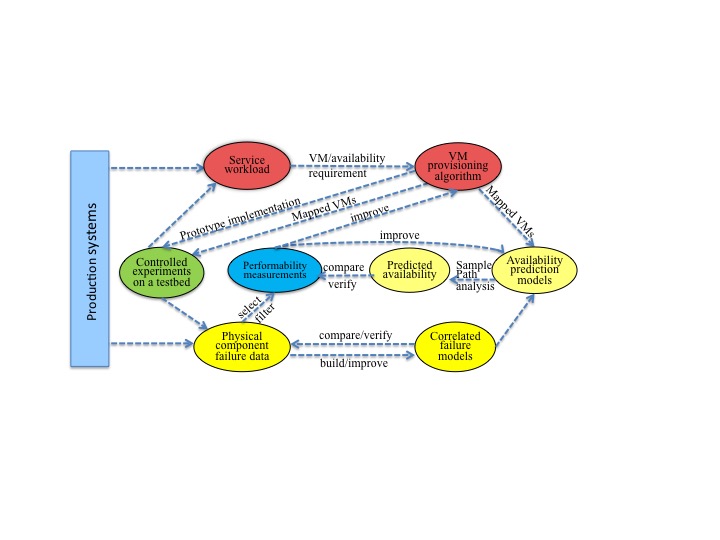 Production systems
Service
workload
VM/availability
requirement
VM
provisioning
algorithm
Prototype implementation
Mapped VMs
improve
Mapped VMs
improve
Controlled
experiments
on a testbed
Performability
measurements
compare
verify
Predicted
availability
Sample
Path
analysis
Availability
prediction
models
select
filter
Physical
component
failure data
compare/verify
build/improve
Correlated
failure
models